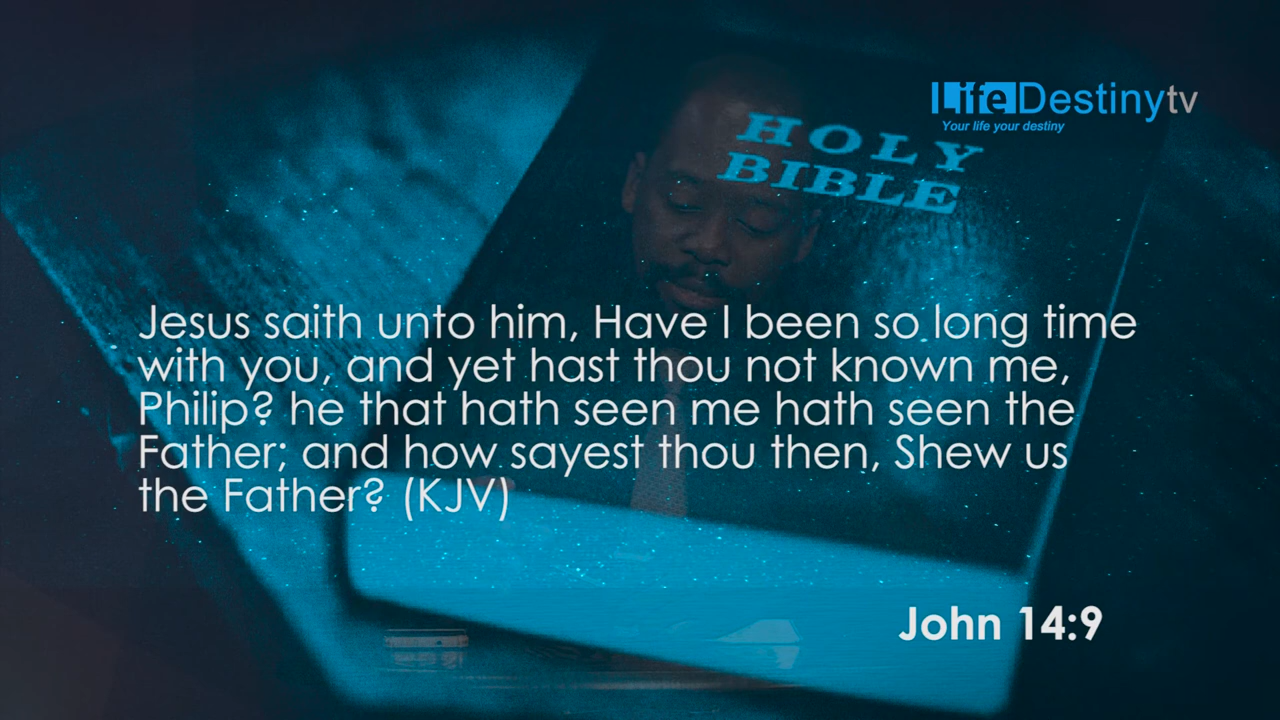 LifeDestinytv
Your life your destiny
HOLY
BIBLE
Jesus saith unto him, Have I been so long time
with you, and yet hast thou not known me,
Philip? he that hath seen me hath seen the
Father; and how sayest thou then, Shew us
the Father? (KJV)
John 14:9